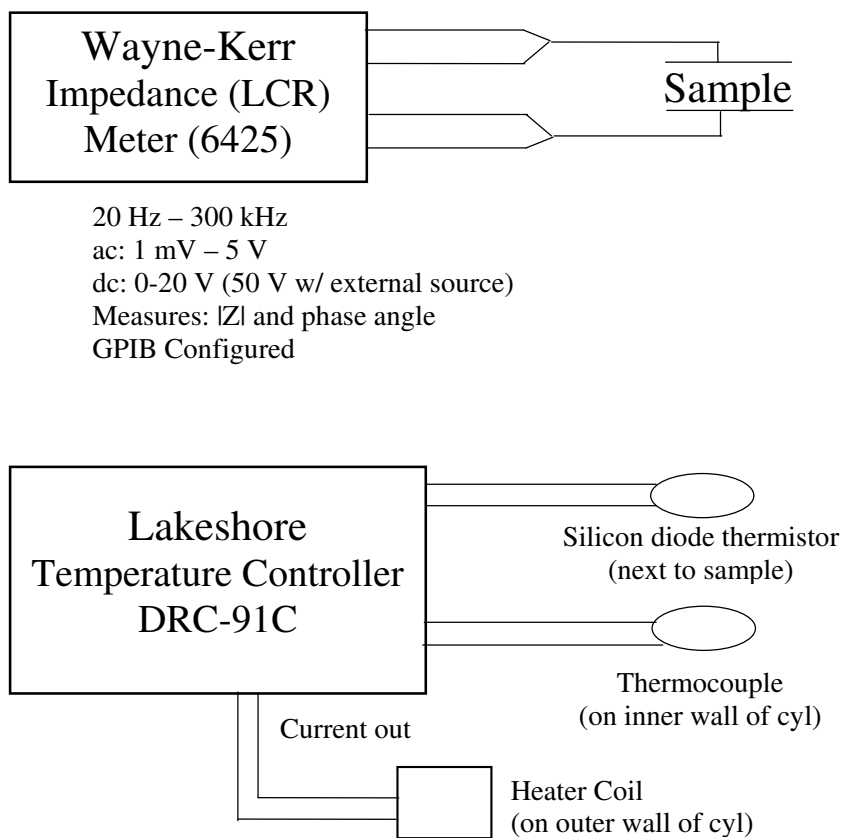 Wayne-Kerr
Impedance (LCR)
Meter (6425)
Sample
20 Hz – 300 kHz
ac: 1 mV – 5 V
dc: 0-20 V (50 V w/ external source)
Measures: |Z| and phase angle
GPIB Configured
Lakeshore
Temperature Controller
DRC-91C
Silicon diode thermistor
(next to sample)
Thermocouple
(on inner wall of cyl)
Current out
Heater Coil
(on outer wall of cyl)